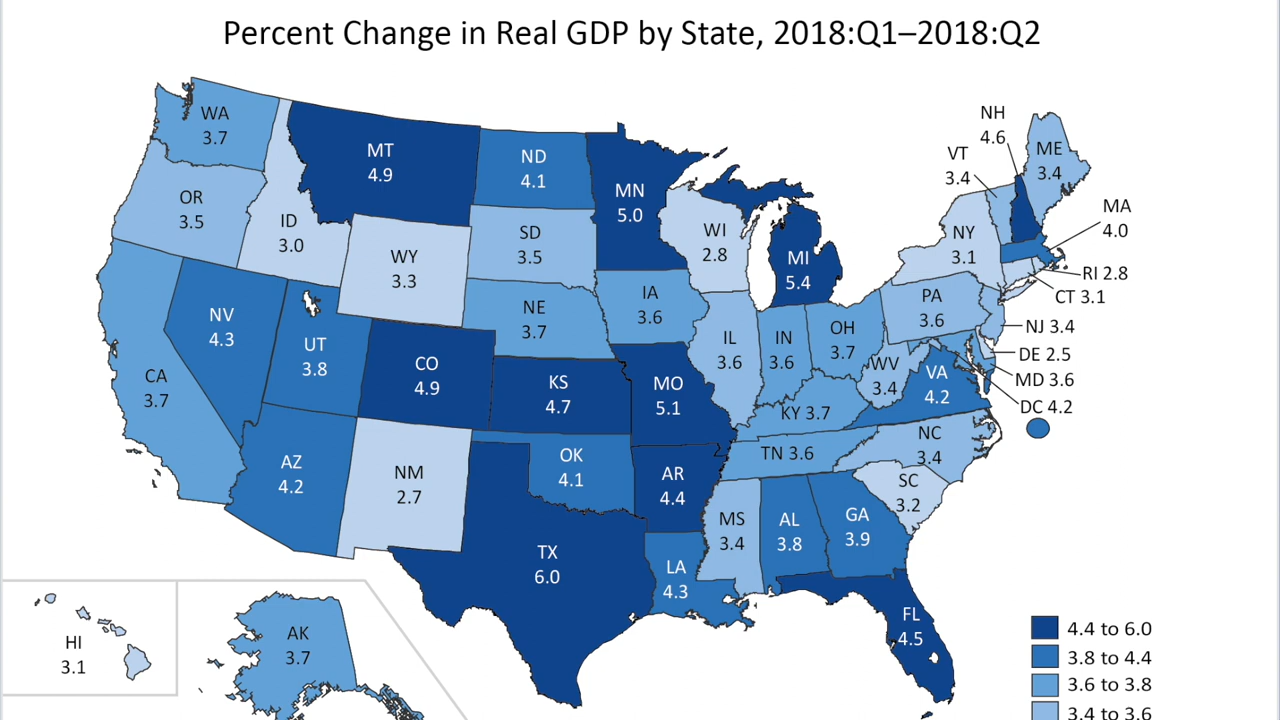 Percent Change in Real GDP by State, 2018:Q1–2018:Q2
WA
3.7
MT
4.9
ND
4.1
MN
5.0
NH
4.6
VT
3.4
ME
3.4
OR
3.5
ID
3.0
WY
3.3
SD
3.5
WI
2.8
MI
5.4
NY
3.1
MA
4.0
RI 2.8
CT 3.1
NV
4.3
UT
3.8
CO
4.9
NE
3.7
IA
3.6
IL
3.6
IN
3.6
OH
3.7
PA
3.6
NJ 3.4
DE 2.5
MD 3.6
DC 4.2
CA
3.7
KS
4.7
MO
5.1
KY 3.7
WV
3.4
VA
4.2
AZ
4.2
NM
2.7
OK
4.1
AR
4.4
TN 3.6
NC
3.4
SC
3.2
TX
6.0
LA
4.3
MS
3.4
AL
3.8
GA
3.9
FL
4.5
HI
3.1
AK
3.7
4.4 to 6.0
3.8 to 4.4
3.6 to 3.8
3.4 to 3.6